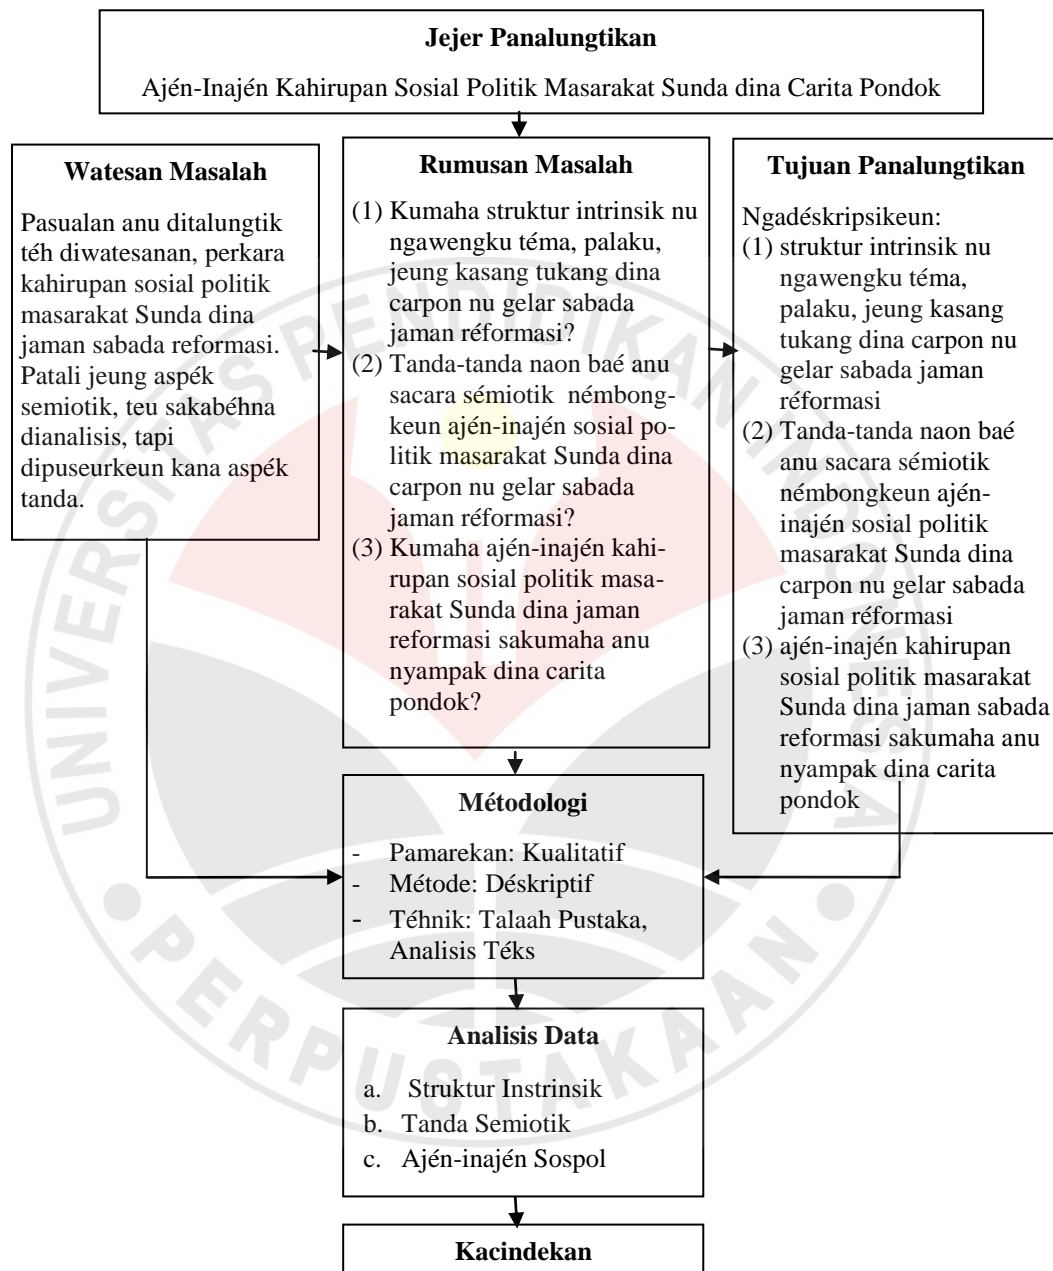 Jejer Panalungtikan
Ajén-Inajén Kahirupan Sosial Politik Masarakat Sunda dina Carita Pondok
Watesan Masalah
Pasualan anu ditalungtik
téh diwatesanan, perkara
kahirupan sosial politik
masarakat Sunda dina
jaman sabada reformasi.
Patali jeung aspék
semiotik, teu sakabéhna
dianalisis, tapi
dipuseurkeun kana aspék
tanda.
Rumusan Masalah
(1) Kumaha struktur intrinsik nu
ngawengku téma, palaku,
jeung kasang tukang dina
carpon nu gelar sabada
jaman réformasi?
(2) Tanda-tanda naon baé anu
sacara sémiotik némbong-
keun ajén-inajén sosial po-
litik masarakat Sunda dina
carpon nu gelar sabada
jaman réformasi?
(3) Kumaha ajén-inajén kahi-
rupan sosial politik masa-
rakat Sunda dina jaman
reformasi sakumaha anu
nyampak dina carita
pondok?
Tujuan Panalungtikan
Ngadéskripsikeun:
(1) struktur intrinsik nu
ngawengku téma,
palaku, jeung kasang
tukang dina carpon nu
gelar sabada jaman
réformasi
(2) Tanda-tanda naon baé
anu sacara sémiotik
némbongkeun ajén-
inajén sosial politik
masarakat Sunda dina
carpon nu gelar sabada
jaman réformasi
(3) ajén-inajén kahirupan
sosial politik masarakat
Sunda dina jaman sabada
reformasi sakumaha anu
nyampak dina carita
pondok
Métodologi
- Pamarekan: Kualitatif
- Métode: Déskriptif
- Téhnik: Talaah Pustaka,
Analisis Téks
Analisis Data
a. Struktur Instrinsik
b. Tanda Semiotik
c. Ajén-inajén Sospol
Kacindekan
UNIVERSITAS PENDIDIKAN INDONESIA
PERPUSTAKAAN